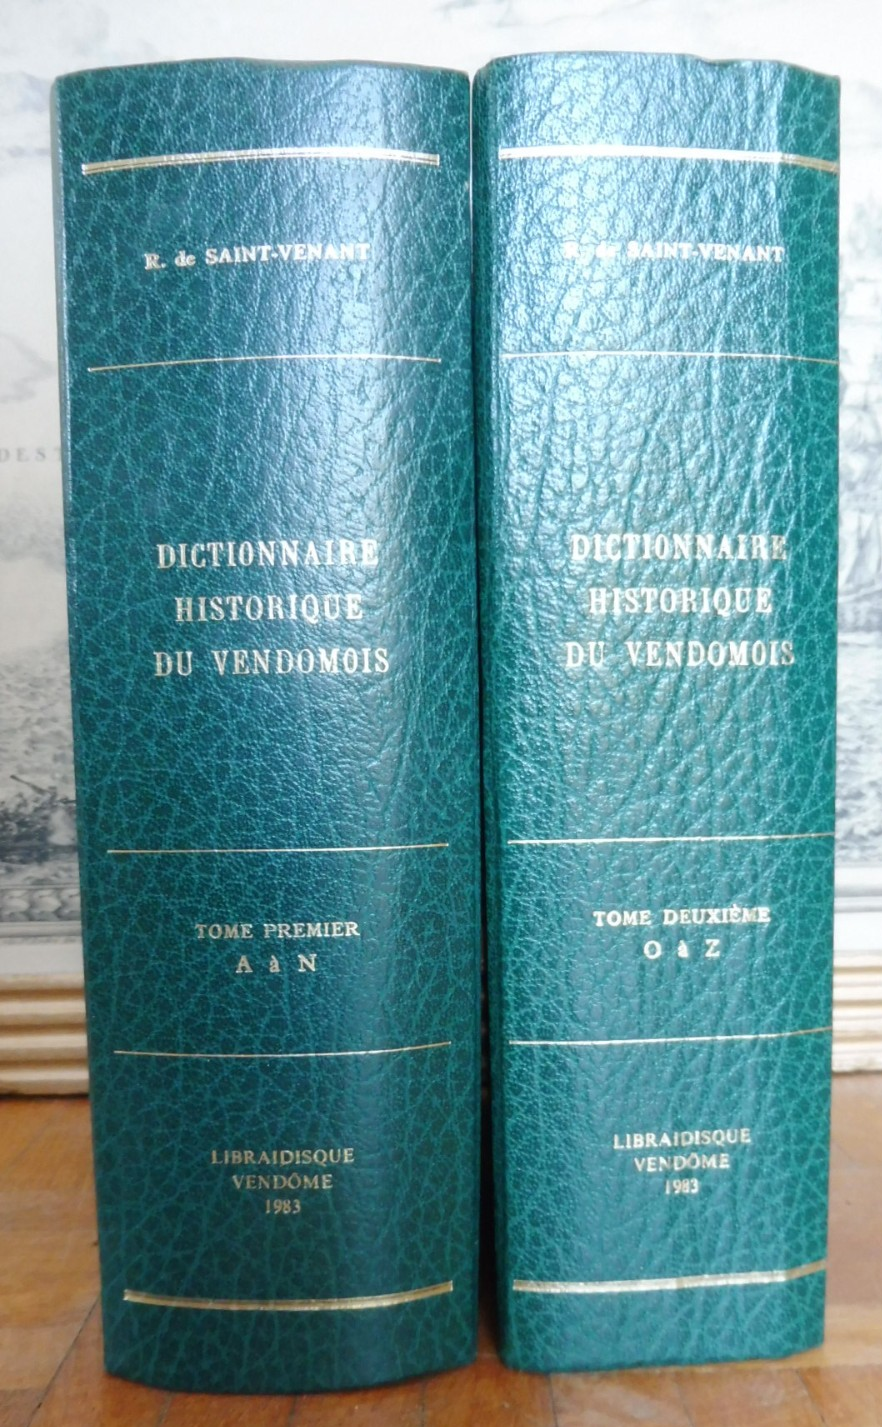 R. de SAINT-VENANT
DICTIONNAIRE
HISTORIQUE
DU VENDOMOIS
TOME PREMIER
A à N
LIBRAIDISQUE
VENDÔME
1983
R. de SAINT-VENANT
DICTIONNAIRE
HISTORIQUE
DU VENDOMOIS
TOME DEUXIÈME
O à Z
LIBRAIDISQUE
VENDÔME
1983